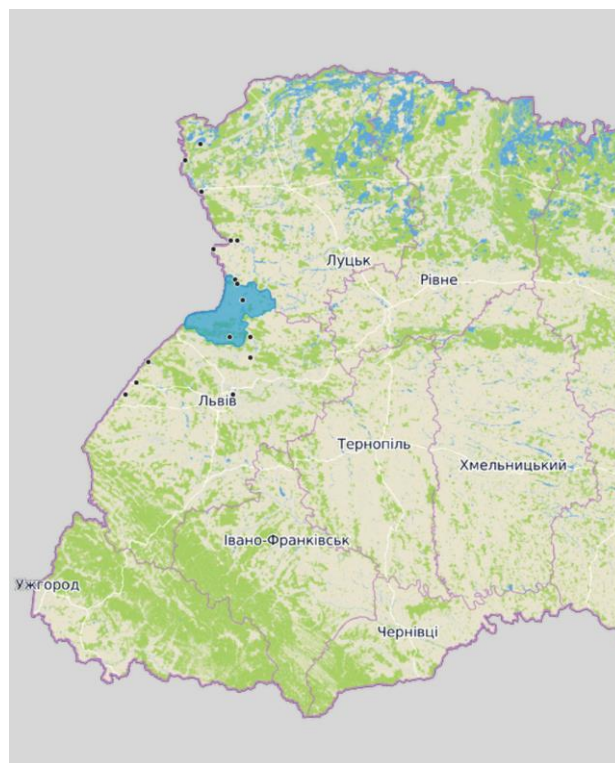 Луцьк
Рівне
Львів
Тернопіль
Хмельницький
Івано-Франківськ
Ужгород
Чернівці